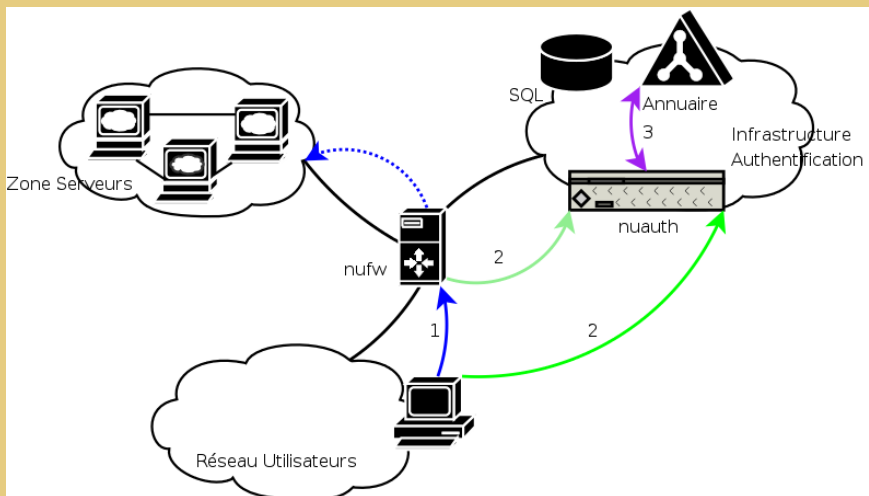 SQL
Annuaire
3
Infrastructure
Authentification
Zone Serveurs
nuauth
nufw
2
1
2
Réseau Utilisateurs